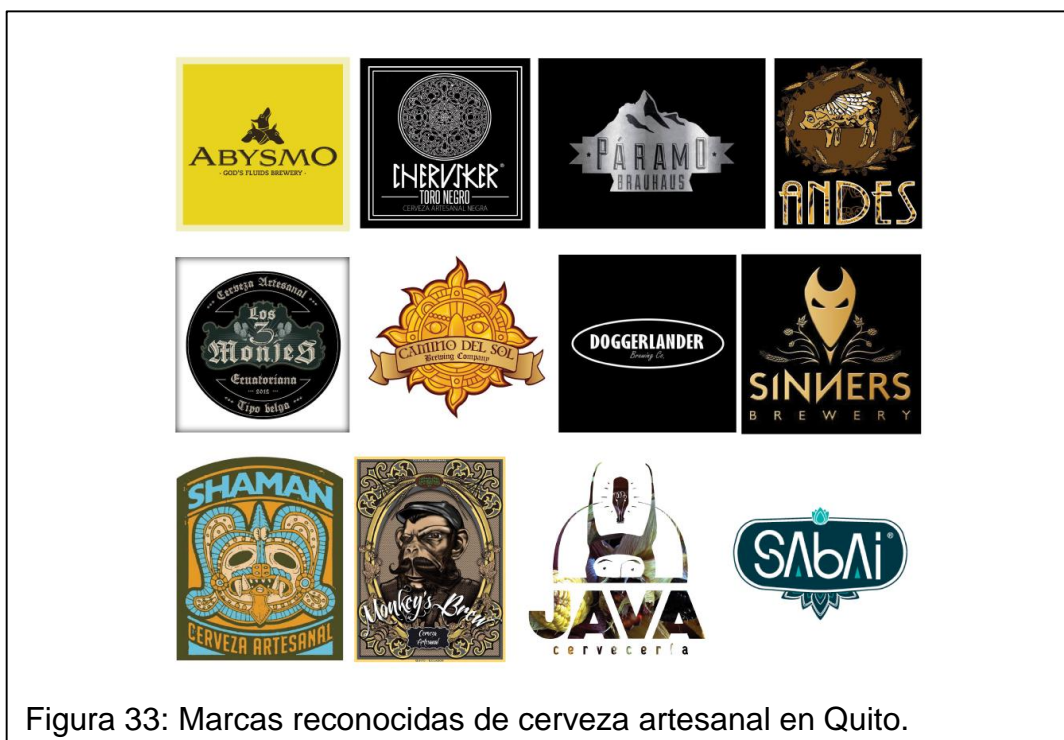 ABYSMO
· GOD'S FLUIDS BREWERY ·
CHERUSKER®
TORO NEGRO
CERVEZA ARTESANAL NEGRA
· PÁRAMO ·
BRAUHAUS
ANDES
Cerveza Artesanal
Los
3
Monjes
Ecuatoriana
2012
Tipo belga
CAMINO DEL SOL
Brewing Company
DOGGERLANDER
Brewing Co.
SINNERS
BREWERY
SHAMAN
CERVEZA ARTESANAL
Monkey's Brew
Cerveza
Artesanal
JAVA
cervecería
SAbAi®
Figura 33: Marcas reconocidas de cerveza artesanal en Quito.